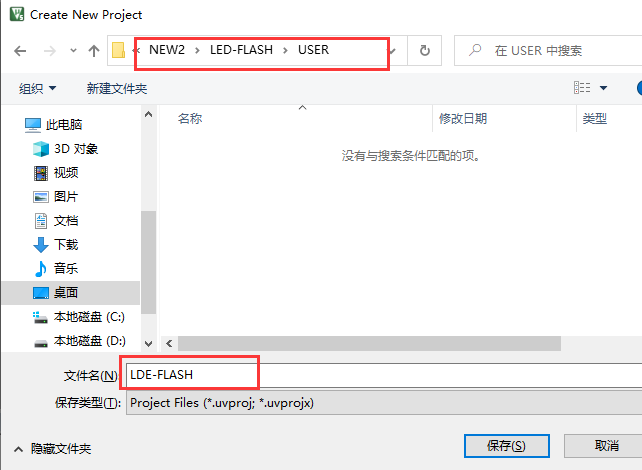 Create New Project
« NEW2 › LED-FLASH › USER
在 USER 中搜索
组织 新建文件夹
此电脑
3D 对象
视频
图片
文档
下载
音乐
桌面
本地磁盘 (C:)
本地磁盘 (D:)
名称 修改日期 类型
没有与搜索条件匹配的项。
文件名(N): LDE-FLASH
保存类型(T): Project Files (*.uvproj; *.uvprojx)
隐藏文件夹 保存(S) 取消